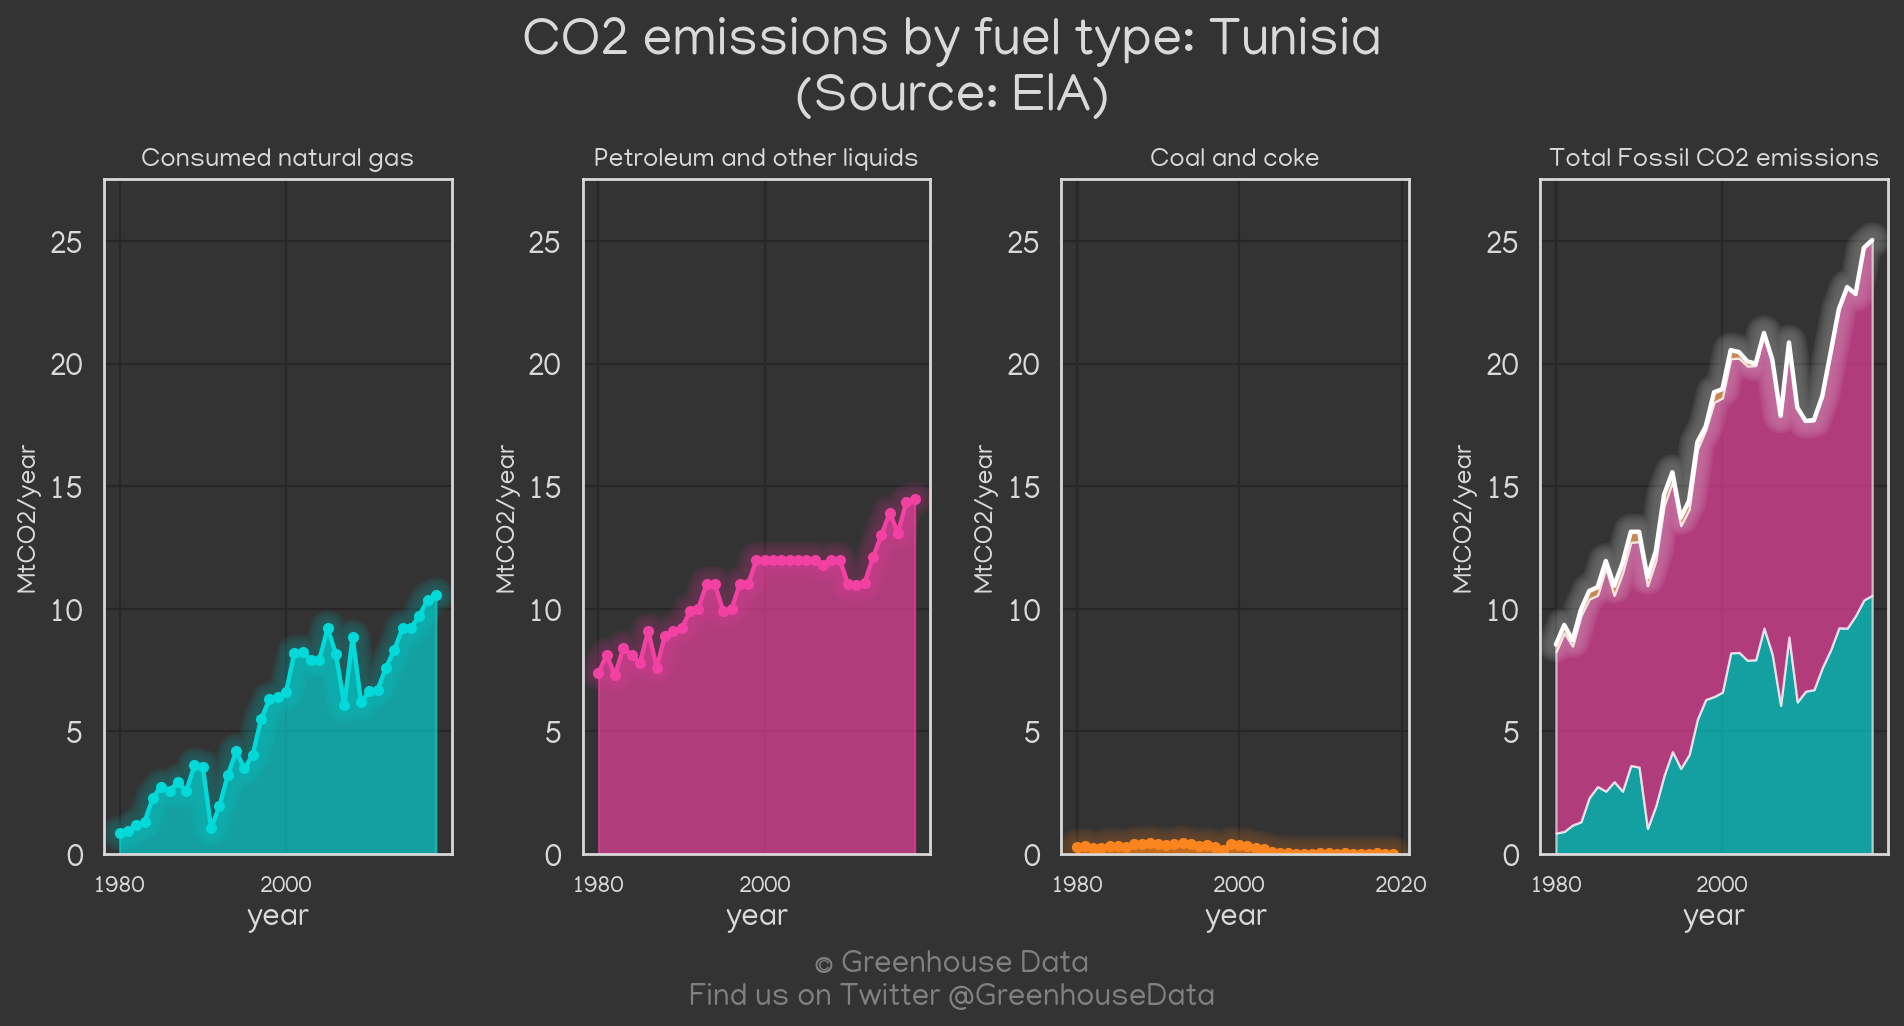 CO2 emissions by fuel type: Tunisia
(Source: EIA)
Consumed natural gas
Petroleum and other liquids
Coal and coke
Total Fossil CO2 emissions
MtCO2/year
25
20
15
10
5
0
1980
2000
year
MtCO2/year
25
20
15
10
5
0
1980
2000
year
MtCO2/year
25
20
15
10
5
0
1980
2000
2020
year
MtCO2/year
25
20
15
10
5
0
1980
2000
year
© Greenhouse Data
Find us on Twitter @GreenhouseData